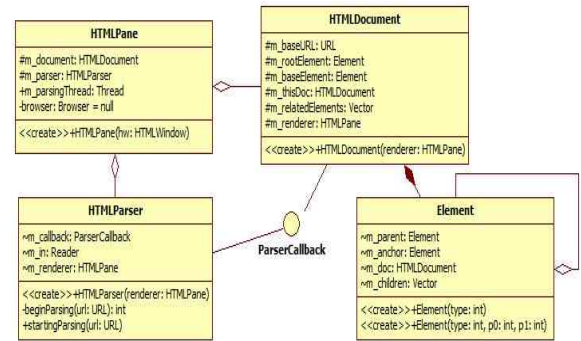 HTMLPane
#m_document: HTMLDocument
#m_parser: HTMLParser
+m_parsingThread: Thread
-browser: Browser = null
<<create>>+HTMLPane(hw: HTMLWindow)
HTMLDocument
#m_baseURL: URL
#m_rootElement: Element
#m_baseElement: Element
#m_thisDoc: HTMLDocument
#m_relatedElements: Vector
#m_renderer: HTMLPane
<<create>>+HTMLDocument(renderer: HTMLPane)
HTMLParser
~m_callback: ParserCallback
~m_in: Reader
~m_renderer: HTMLPane
<<create>>+HTMLParser(renderer: HTMLPane)
-beginParsing(url: URL): int
+startingParsing(url: URL)
ParserCallback
Element
~m_parent: Element
~m_anchor: Element
~m_doc: HTMLDocument
~m_children: Vector
<<create>>+Element(type: int)
<<create>>+Element(type: int, p0: int, p1: int)